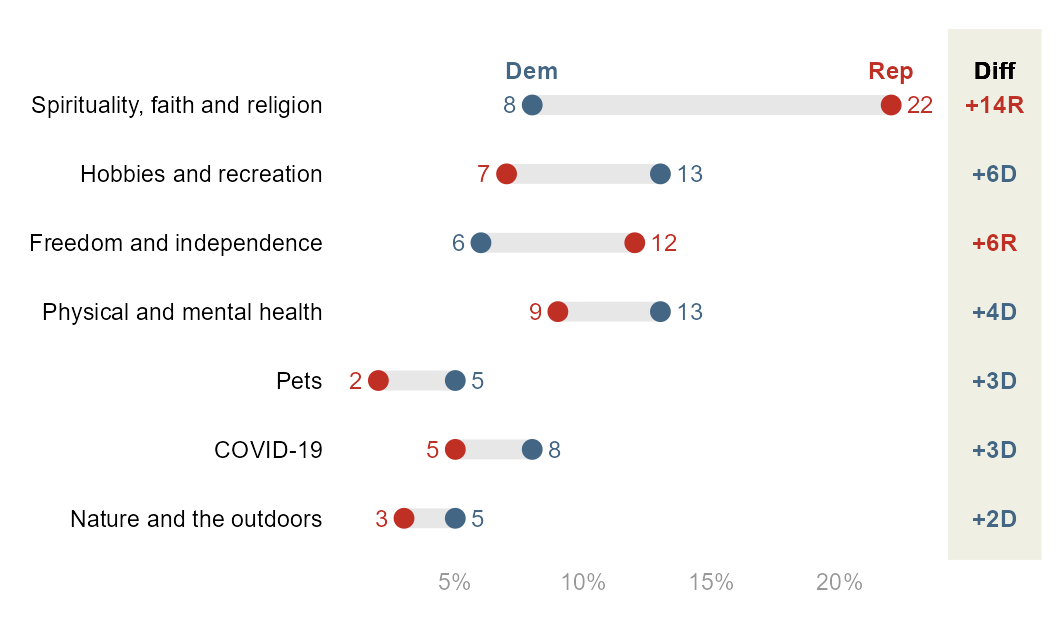 Dem Rep Diff
Spirituality, faith and religion 8 22 +14R
Hobbies and recreation 7 13 +6D
Freedom and independence 6 12 +6R
Physical and mental health 9 13 +4D
Pets 2 5 +3D
COVID-19 5 8 +3D
Nature and the outdoors 3 5 +2D
5% 10% 15% 20%